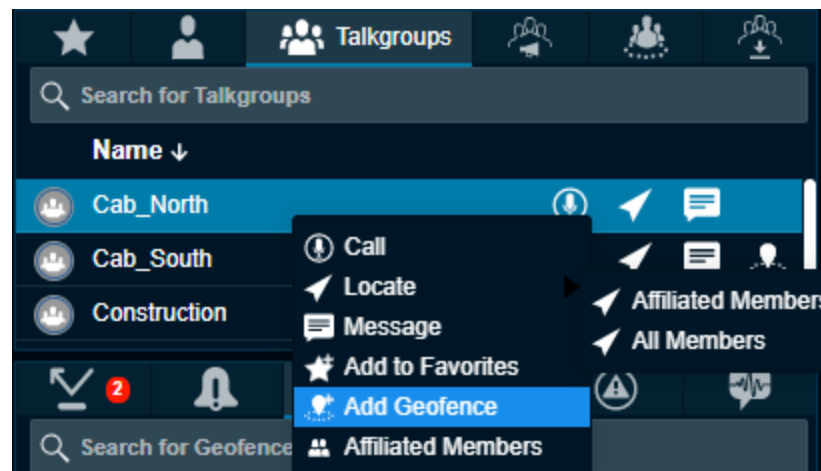 Talkgroups
Search for Talkgroups
Name ↓
Cab_North
Cab_South
Construction
Call
Locate
Message
Add to Favorites
Add Geofence
Affiliated Members
Affiliated Members
All Members
2
Search for Geofence